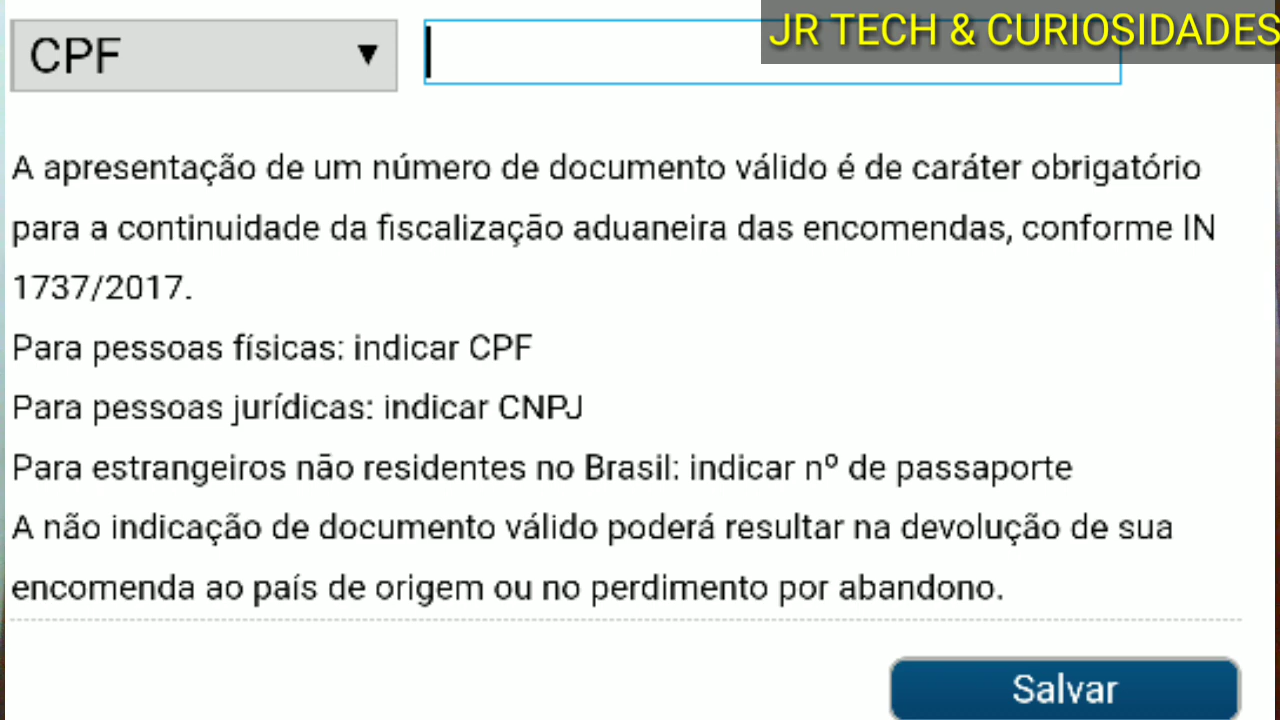 JR TECH & CURIOSIDADES
CPF
A apresentação de um número de documento válido é de caráter obrigatório
para a continuidade da fiscalização aduaneira das encomendas, conforme IN
1737/2017.
Para pessoas físicas: indicar CPF
Para pessoas jurídicas: indicar CNPJ
Para estrangeiros não residentes no Brasil: indicar nº de passaporte
A não indicação de documento válido poderá resultar na devolução de sua
encomenda ao país de origem ou no perdimento por abandono.
Salvar